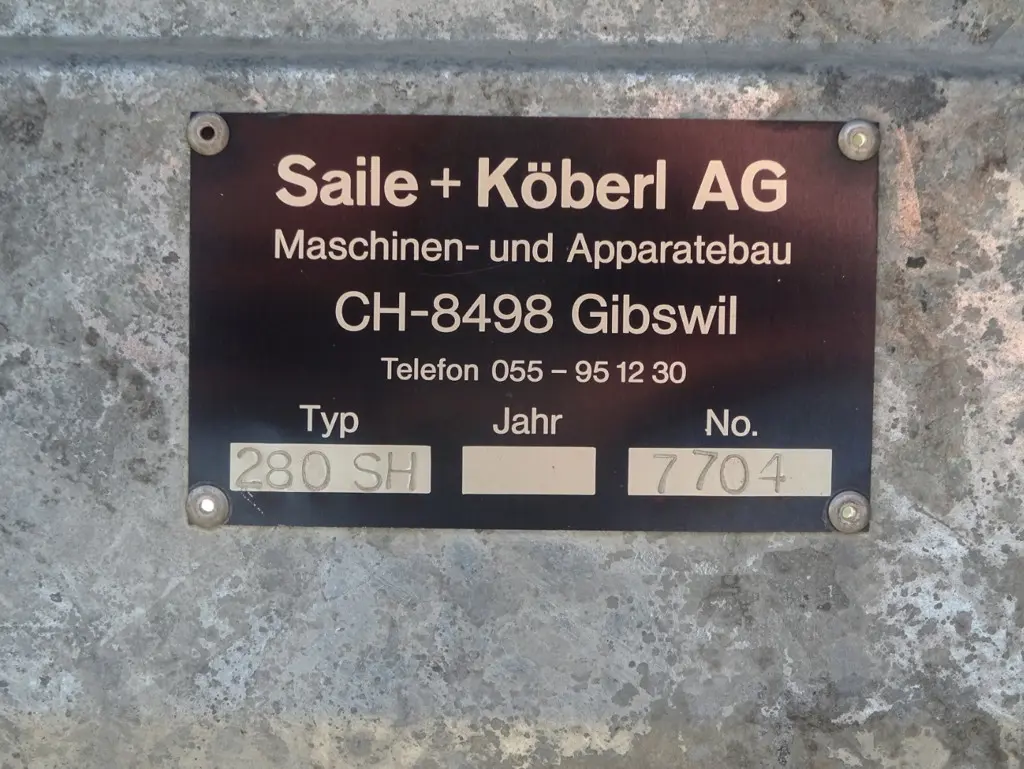 Saile + Köberl AG
Maschinen- und Apparatebau
CH-8498 Gibswil
Telefon 055 – 95 12 30
Typ Jahr No.
280 SH 7704